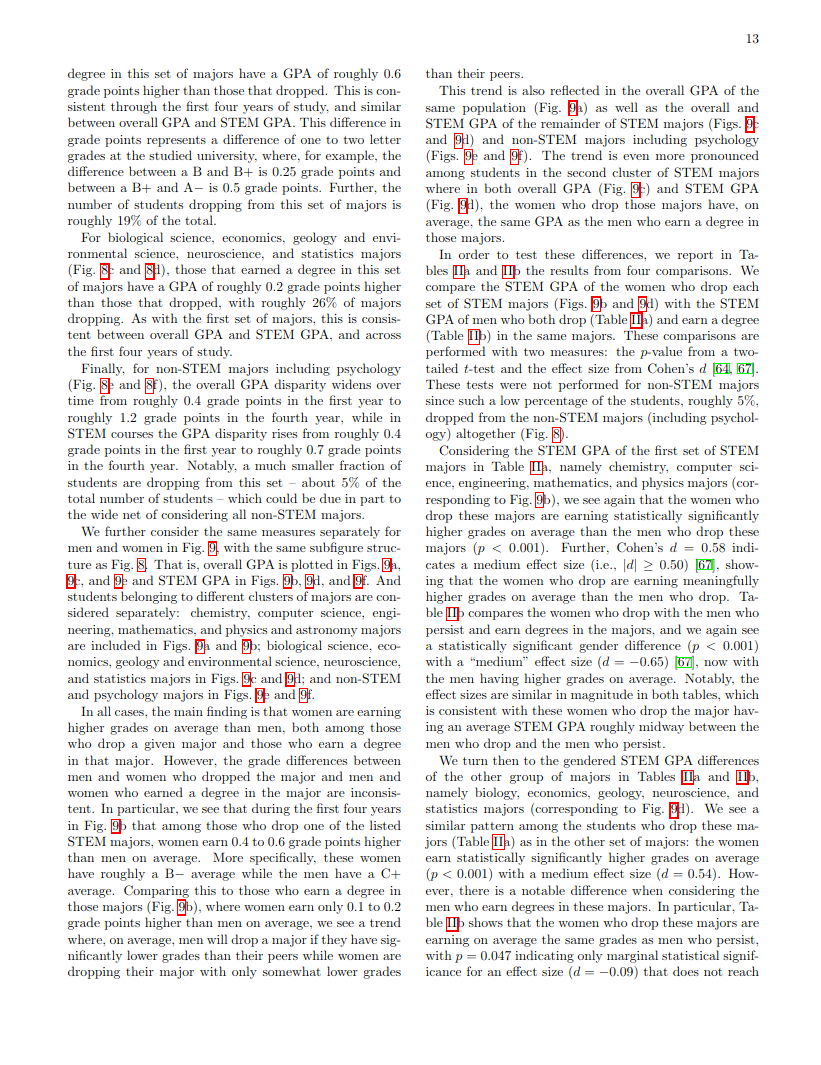 13
degree in this set of majors have a GPA of roughly 0.6
grade points higher than those that dropped. This is con-
sistent through the first four years of study, and similar
between overall GPA and STEM GPA. This difference in
grade points represents a difference of one to two letter
grades at the studied university, where, for example, the
difference between a B and B+ is 0.25 grade points and
between a B+ and A− is 0.5 grade points. Further, the
number of students dropping from this set of majors is
roughly 19% of the total.
For biological science, economics, geology and envi-
ronmental science, neuroscience, and statistics majors
(Fig. 8c and 8d), those that earned a degree in this set
of majors have a GPA of roughly 0.2 grade points higher
than those that dropped, with roughly 26% of majors
dropping. As with the first set of majors, this is consis-
tent between overall GPA and STEM GPA, and across
the first four years of study.
Finally, for non-STEM majors including psychology
(Fig. 8e and 8f), the overall GPA disparity widens over
time from roughly 0.4 grade points in the first year to
roughly 1.2 grade points in the fourth year, while in
STEM courses the GPA disparity rises from roughly 0.4
grade points in the first year to roughly 0.7 grade points
in the fourth year. Notably, a much smaller fraction of
students are dropping from this set – about 5% of the
total number of students – which could be due in part to
the wide net of considering all non-STEM majors.
We further consider the same measures separately for
men and women in Fig. 9, with the same subfigure struc-
ture as Fig. 8. That is, overall GPA is plotted in Figs. 9a,
9c, and 9e and STEM GPA in Figs. 9b, 9d, and 9f. And
students belonging to different clusters of majors are con-
sidered separately: chemistry, computer science, engi-
neering, mathematics, and physics and astronomy majors
are included in Figs. 9a and 9b; biological science, eco-
nomics, geology and environmental science, neuroscience,
and statistics majors in Figs. 9c and 9d; and non-STEM
and psychology majors in Figs. 9e and 9f.
In all cases, the main finding is that women are earning
higher grades on average than men, both among those
who drop a given major and those who earn a degree
in that major. However, the grade differences between
men and women who dropped the major and men and
women who earned a degree in the major are inconsis-
tent. In particular, we see that during the first four years
in Fig. 9b that among those who drop one of the listed
STEM majors, women earn 0.4 to 0.6 grade points higher
than men on average. More specifically, these women
have roughly a B− average while the men have a C+
average. Comparing this to those who earn a degree in
those majors (Fig. 9b), where women earn only 0.1 to 0.2
grade points higher than men on average, we see a trend
where, on average, men will drop a major if they have sig-
nificantly lower grades than their peers while women are
dropping their major with only somewhat lower grades
than their peers.
This trend is also reflected in the overall GPA of the
same population (Fig. 9a) as well as the overall and
STEM GPA of the remainder of STEM majors (Figs. 9c
and 9d) and non-STEM majors including psychology
(Figs. 9e and 9f). The trend is even more pronounced
among students in the second cluster of STEM majors
where in both overall GPA (Fig. 9c) and STEM GPA
(Fig. 9d), the women who drop those majors have, on
average, the same GPA as the men who earn a degree in
those majors.
In order to test these differences, we report in Ta-
bles IIa and IIb the results from four comparisons. We
compare the STEM GPA of the women who drop each
set of STEM majors (Figs. 9b and 9d) with the STEM
GPA of men who both drop (Table IIa) and earn a degree
(Table IIb) in the same majors. These comparisons are
performed with two measures: the p-value from a two-
tailed t-test and the effect size from Cohen's d [64, 67].
These tests were not performed for non-STEM majors
since such a low percentage of the students, roughly 5%,
dropped from the non-STEM majors (including psychol-
ogy) altogether (Fig. 8).
Considering the STEM GPA of the first set of STEM
majors in Table IIa, namely chemistry, computer sci-
ence, engineering, mathematics, and physics majors (cor-
responding to Fig. 9b), we see again that the women who
drop these majors are earning statistically significantly
higher grades on average than the men who drop these
majors (p < 0.001). Further, Cohen's d = 0.58 indi-
cates a medium effect size (i.e., |d| ≥ 0.50) [67], show-
ing that the women who drop are earning meaningfully
higher grades on average than the men who drop. Ta-
ble IIb compares the women who drop with the men who
persist and earn degrees in the majors, and we again see
a statistically significant gender difference (p < 0.001)
with a “medium” effect size (d = −0.65) [67], now with
the men having higher grades on average. Notably, the
effect sizes are similar in magnitude in both tables, which
is consistent with these women who drop the major hav-
ing an average STEM GPA roughly midway between the
men who drop and the men who persist.
We turn then to the gendered STEM GPA differences
of the other group of majors in Tables IIa and IIb,
namely biology, economics, geology, neuroscience, and
statistics majors (corresponding to Fig. 9d). We see a
similar pattern among the students who drop these ma-
jors (Table IIa) as in the other set of majors: the women
earn statistically significantly higher grades on average
(p < 0.001) with a medium effect size (d = 0.54). How-
ever, there is a notable difference when considering the
men who earn degrees in these majors. In particular, Ta-
ble IIb shows that the women who drop these majors are
earning on average the same grades as men who persist,
with p = 0.047 indicating only marginal statistical signif-
icance for an effect size (d = −0.09) that does not reach